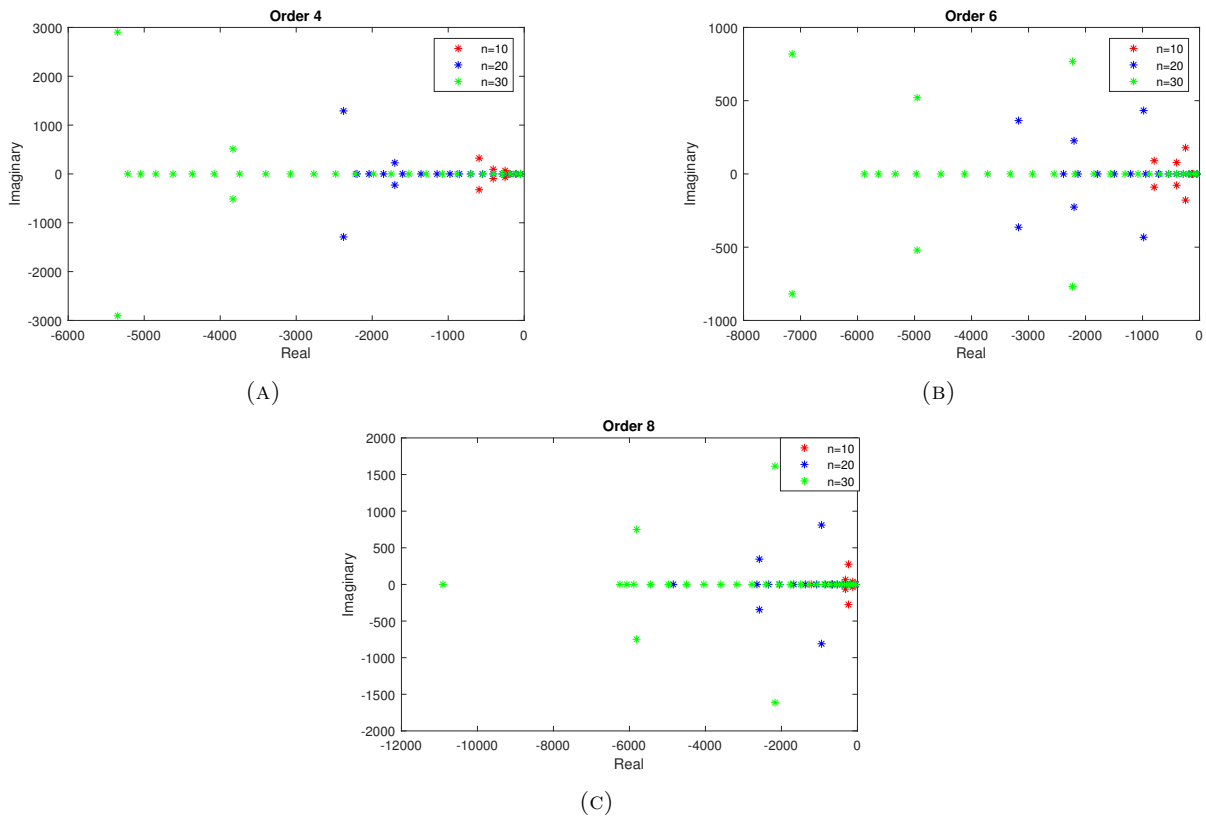 Order 4
3000
2000
1000
0
-1000
-2000
-3000
Imaginary
n=10
n=20
n=30
-6000 -5000 -4000 -3000 -2000 -1000 0
Real
(A)
Order 6
1000
500
0
-500
-1000
Imaginary
n=10
n=20
n=30
-8000 -7000 -6000 -5000 -4000 -3000 -2000 -1000 0
Real
(B)
Order 8
2000
1500
1000
500
0
-500
-1000
-1500
-2000
Imaginary
n=10
n=20
n=30
-12000 -10000 -8000 -6000 -4000 -2000 0
Real
(C)